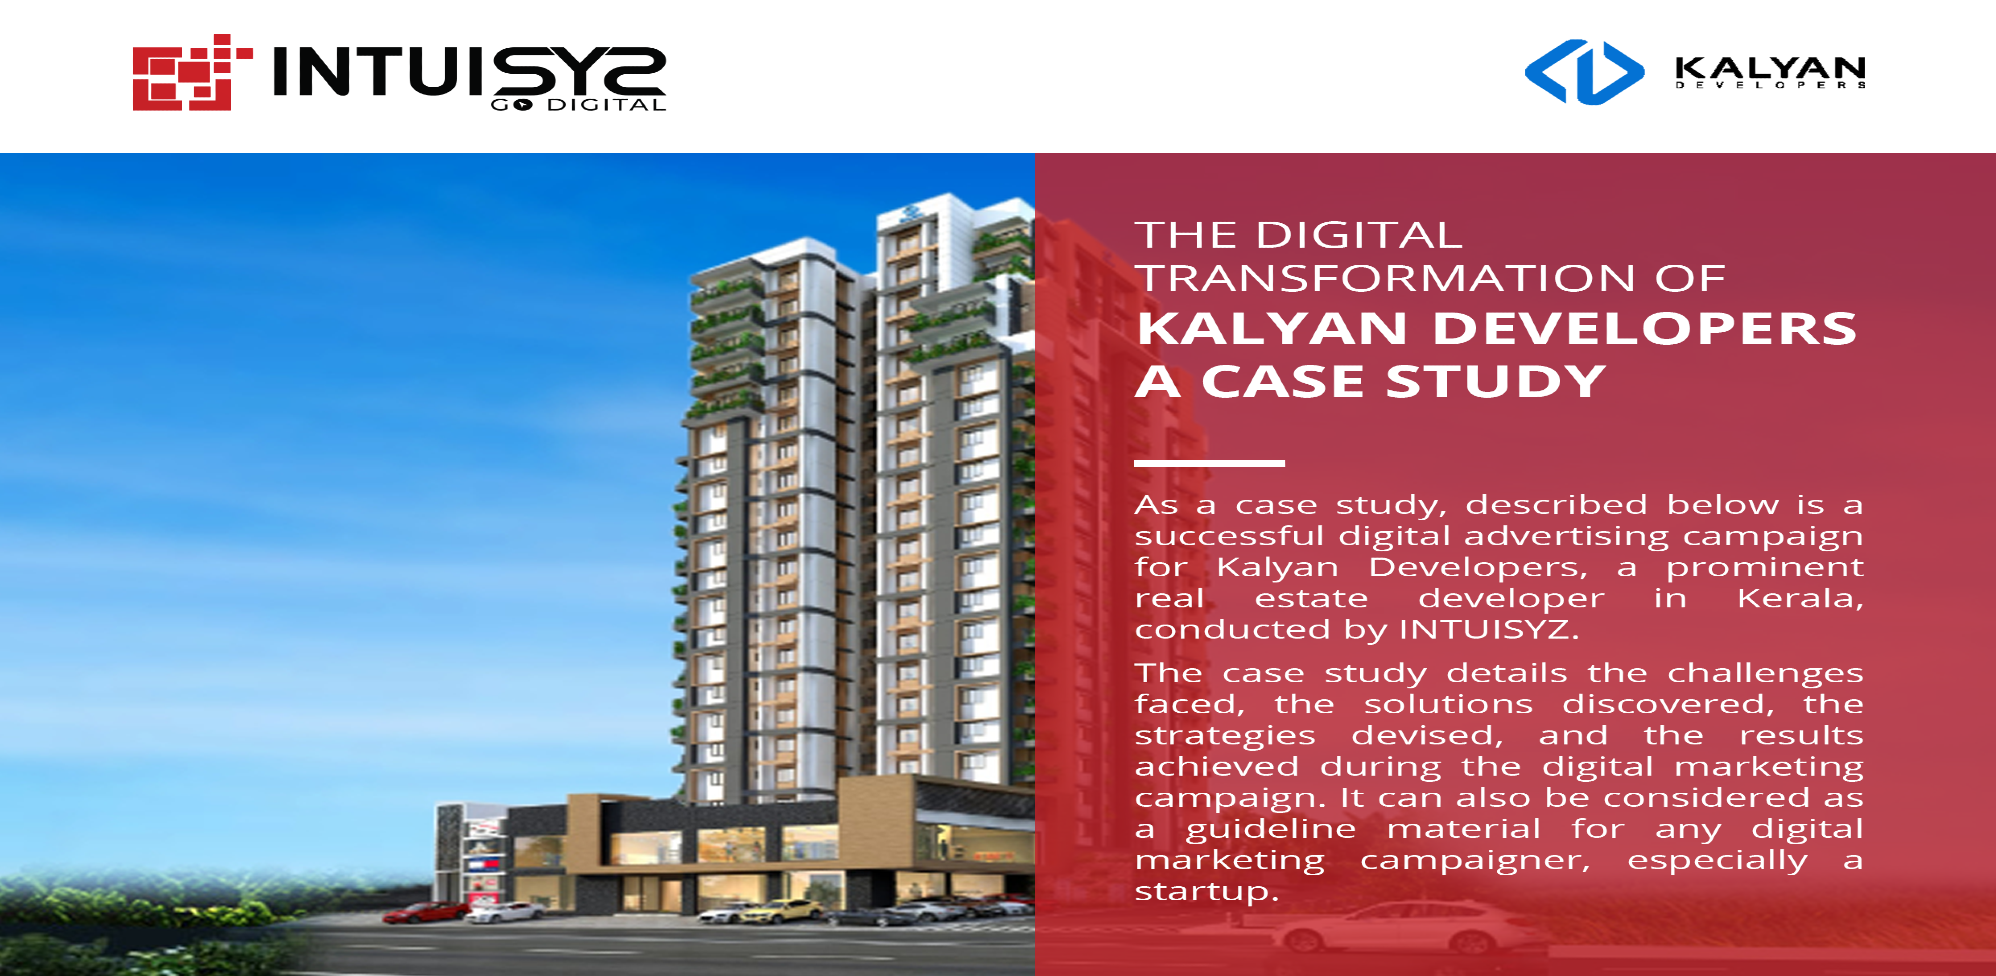 INTUISYZ
GO DIGITAL
KALYAN
DEVELOPERS
THE DIGITAL
TRANSFORMATION OF
KALYAN DEVELOPERS
A CASE STUDY
As a case study, described below is a
successful digital advertising campaign
for Kalyan Developers, a prominent
real estate developer in Kerala,
conducted by INTUISYZ.
The case study details the challenges
faced, the solutions discovered, the
strategies devised, and the results
achieved during the digital marketing
campaign. It can also be considered as
a guideline material for any digital
marketing campaigner, especially a
startup.